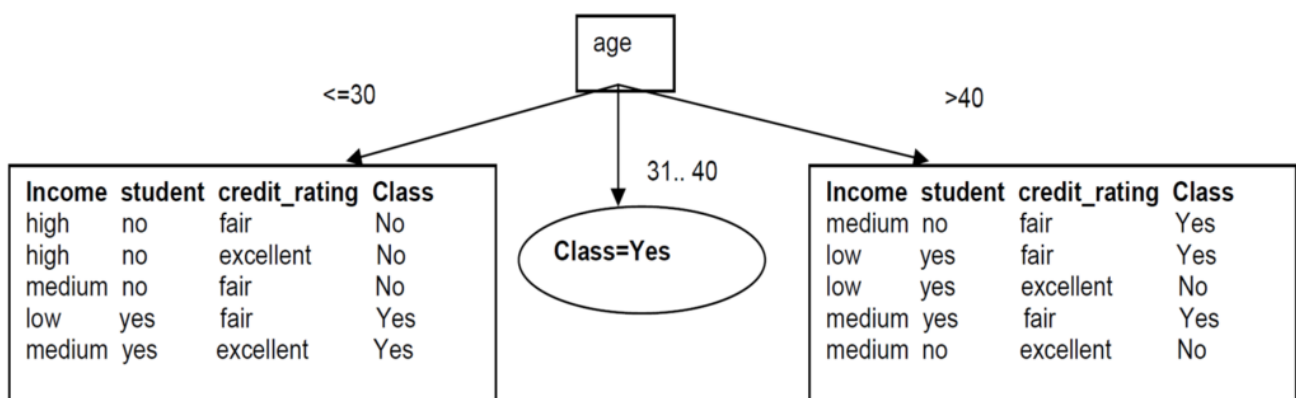 age
<=30
>40
31.. 40
Income student credit_rating Class
high no fair No
high no excellent No
medium no fair No
low yes fair Yes
medium yes excellent Yes
Class=Yes
Income student credit_rating Class
medium no fair Yes
low yes fair Yes
low yes excellent No
medium yes fair Yes
medium no excellent No